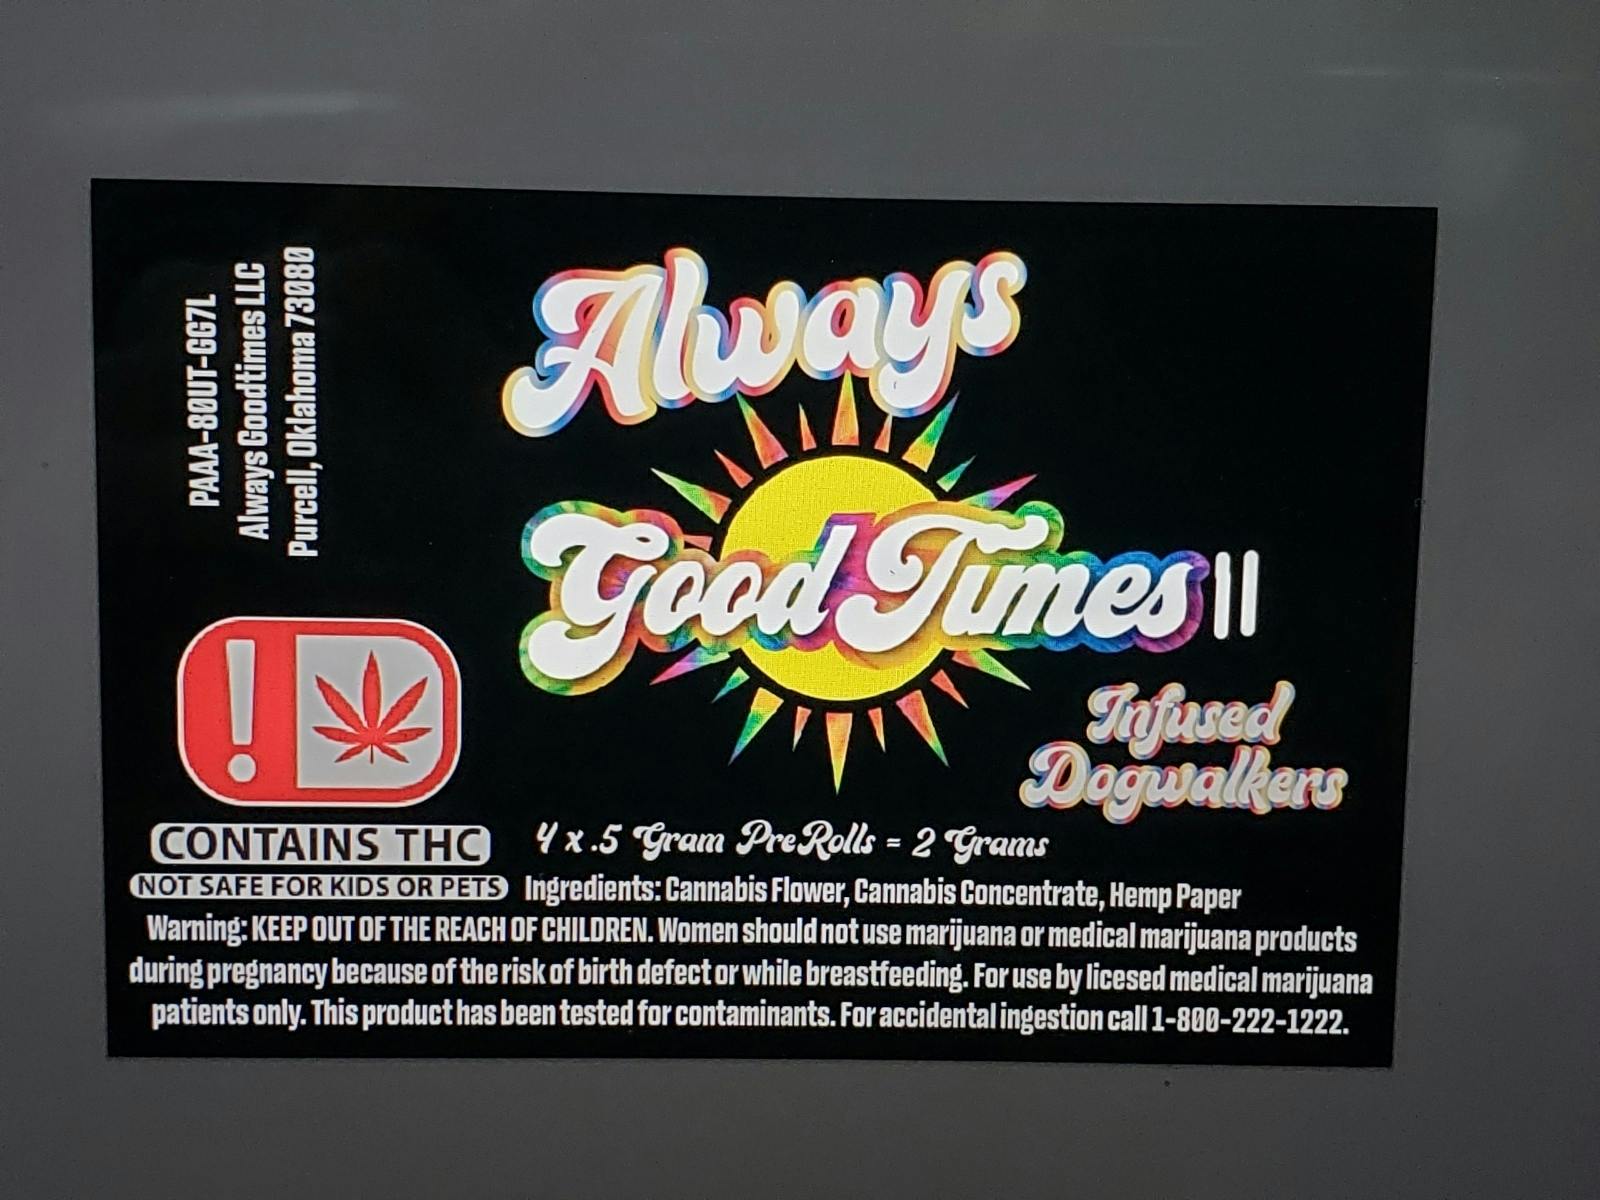 PAAA-80UT-GG7L
Always Goodtimes LLC
Purcell, Oklahoma 73080
Always
Good Times II
Infused
Dogwalkers
!
CONTAINS THC
NOT SAFE FOR KIDS OR PETS
4 x .5 Gram PreRolls = 2 Grams
Ingredients: Cannabis Flower, Cannabis Concentrate, Hemp Paper
Warning: KEEP OUT OF THE REACH OF CHILDREN. Women should not use marijuana or medical marijuana products
during pregnancy because of the risk of birth defect or while breastfeeding. For use by licesed medical marijuana
patients only. This product has been tested for contaminants. For accidental ingestion call 1-800-222-1222.